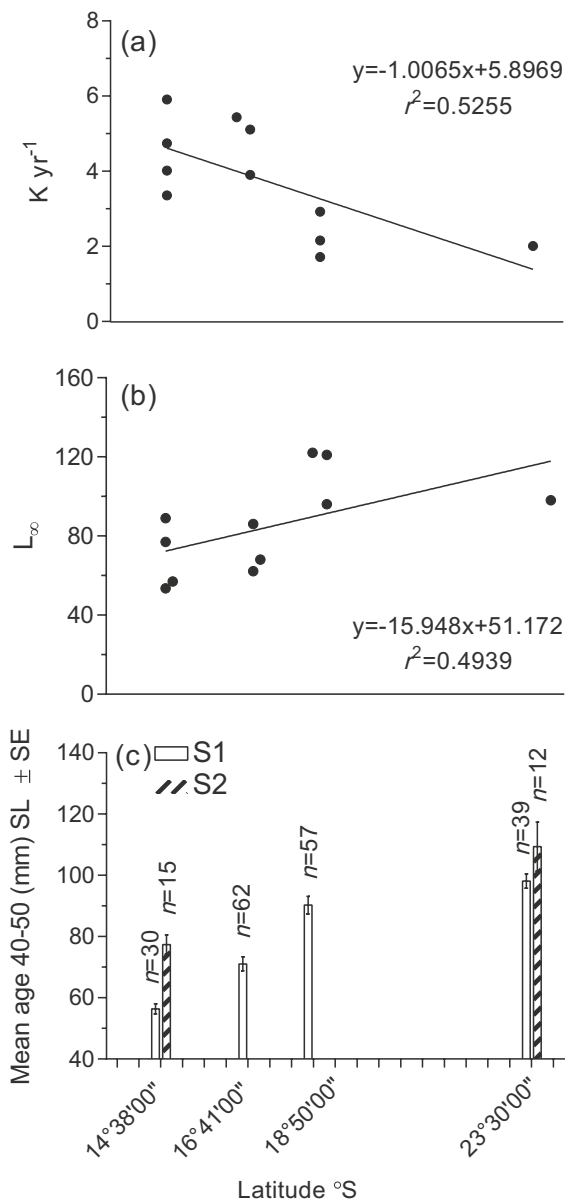 (a)
y=-1.0065x+5.8969
r²=0.5255
K yr⁻¹
8
6
4
2
0
(b)
y=-15.948x+51.172
r²=0.4939
L∞
160
120
80
40
0
(c)
S1
S2
Mean age 40-50 (mm) SL ± SE
140
120
100
80
60
40
n=30
n=15
n=62
n=57
n=39
n=12
14°38'00"
16°41'00"
18°50'00"
23°30'00"
Latitude °S